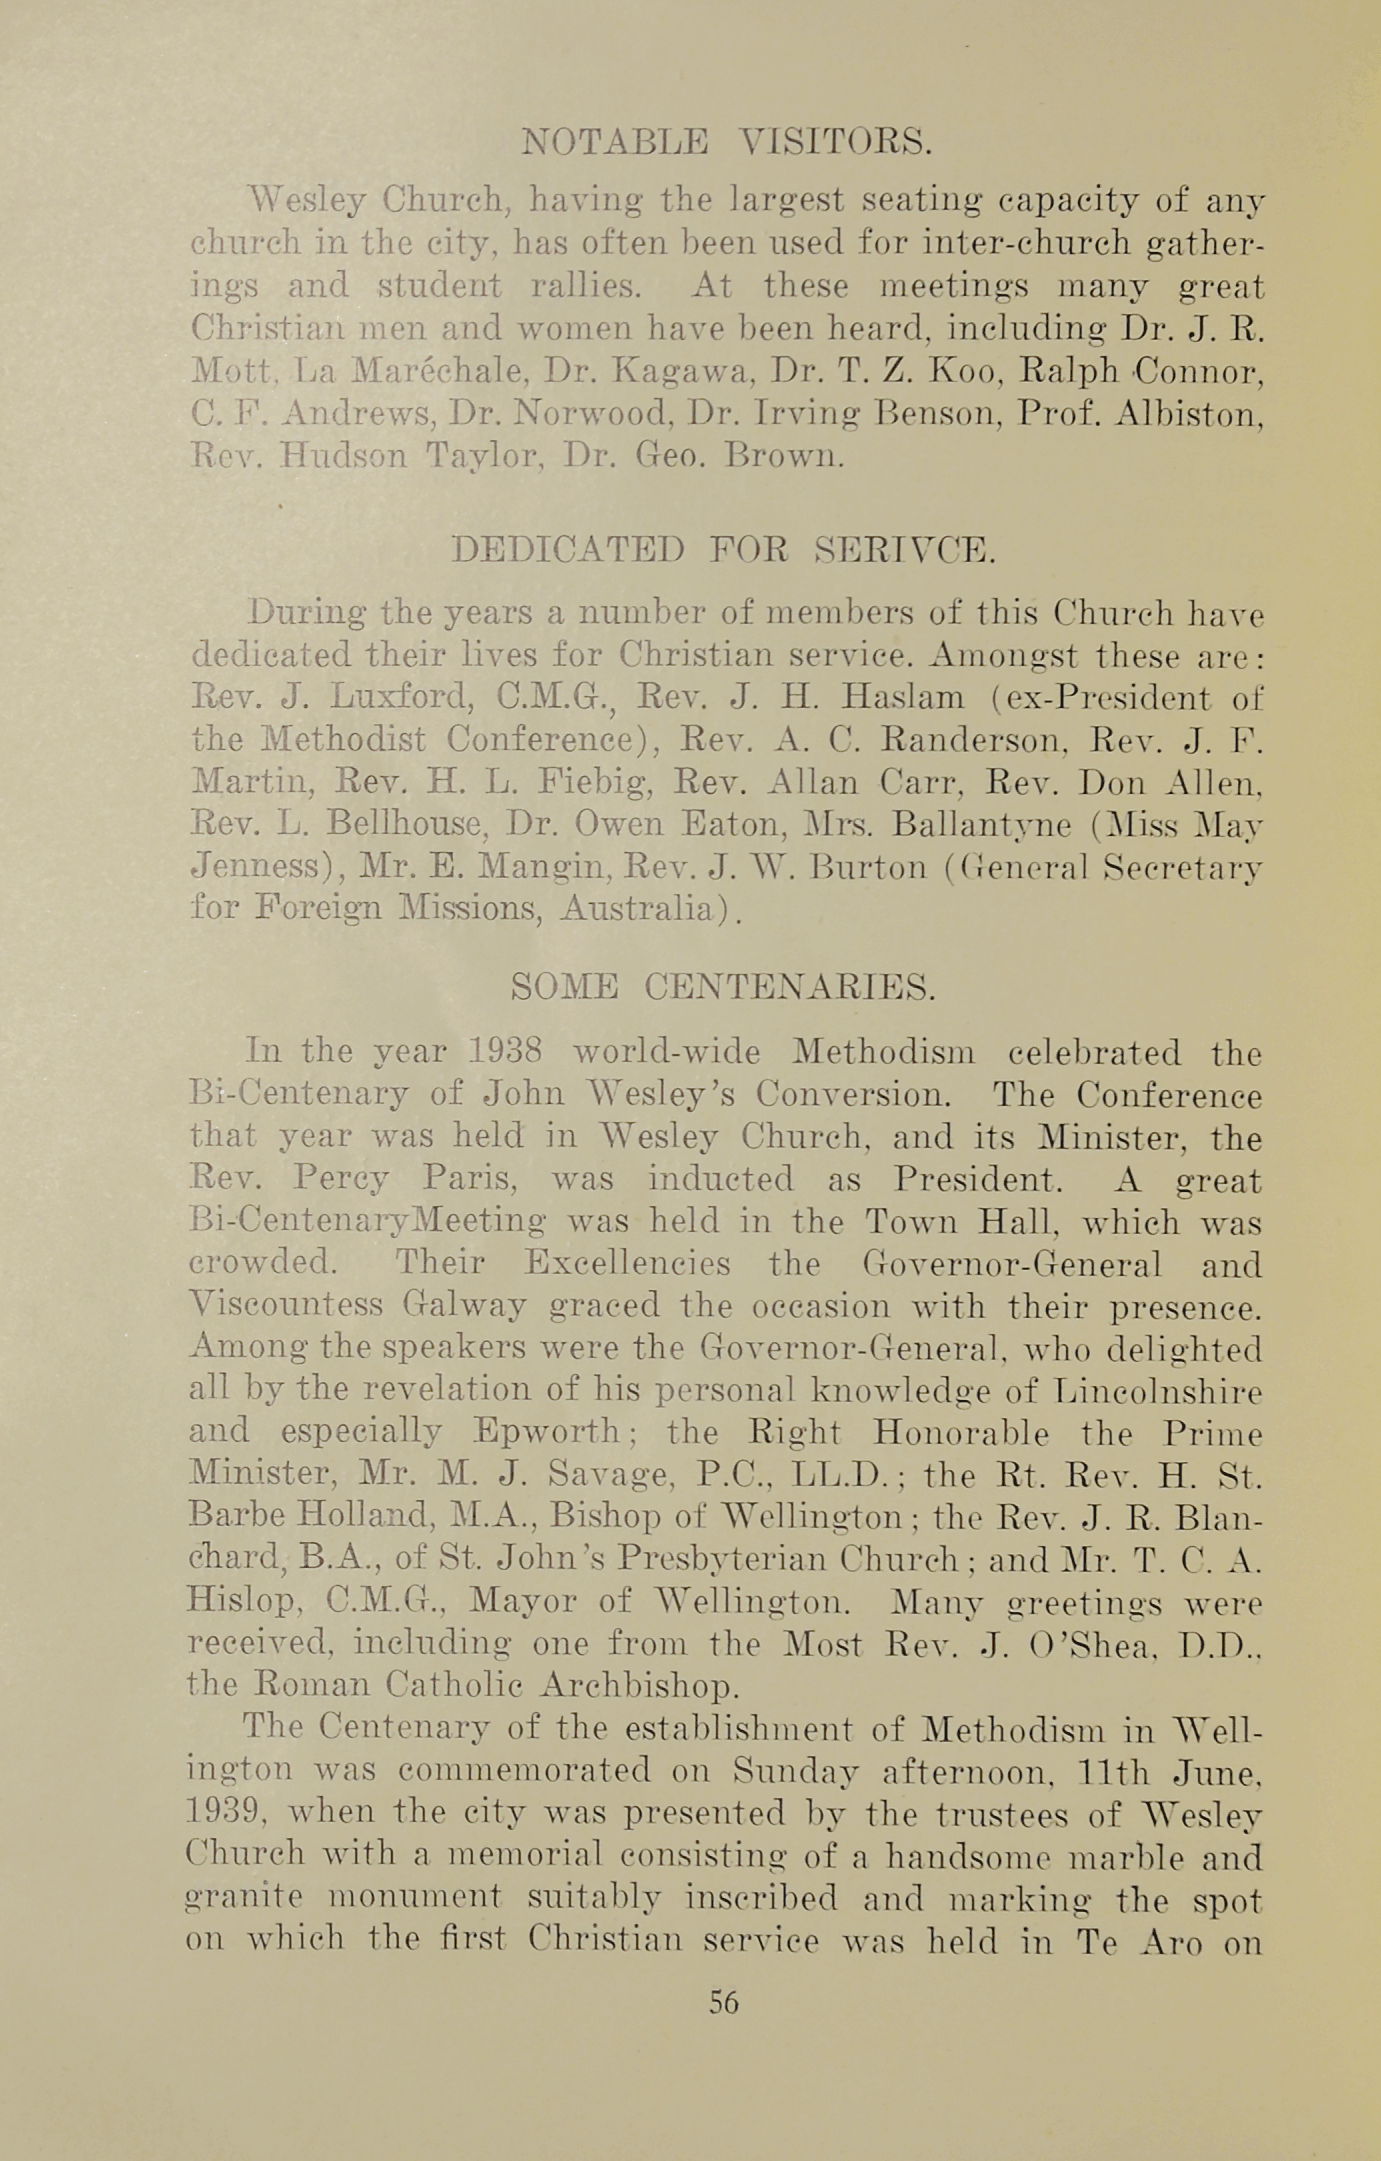 NOTABLE VISITORS.
Wesley Church, having the largest seating capacity of any
church in the city, has often been used for inter-church gather-
ings and student rallies. At these meetings many great
Christian men and women have been heard, including Dr. J. R.
Mott, La Maréchale, Dr. Kagawa, Dr. T. Z. Koo, Ralph Connor,
C. F. Andrews, Dr. Norwood, Dr. Irving Benson, Prof. Albiston,
Rev. Hudson Taylor, Dr. Geo. Brown.
DEDICATED FOR SERIVCE.
During the years a number of members of this Church have
dedicated their lives for Christian service. Amongst these are:
Rev. J. Luxford, C.M.G., Rev. J. H. Haslam (ex-President of
the Methodist Conference), Rev. A. C. Randerson, Rev. J. F.
Martin, Rev. H. L. Fiebig, Rev. Allan Carr, Rev. Don Allen,
Rev. L. Bellhouse, Dr. Owen Eaton, Mrs. Ballantyne (Miss May
Jenness), Mr. E. Mangin, Rev. J. W. Burton (General Secretary
for Foreign Missions, Australia).
SOME CENTENARIES.
In the year 1938 world-wide Methodism celebrated the
Bi-Centenary of John Wesley's Conversion. The Conference
that year was held in Wesley Church, and its Minister, the
Rev. Percy Paris, was inducted as President. A great
Bi-CentenaryMeeting was held in the Town Hall, which was
crowded. Their Excellencies the Governor-General and
Viscountess Galway graced the occasion with their presence.
Among the speakers were the Governor-General, who delighted
all by the revelation of his personal knowledge of Lincolnshire
and especially Epworth; the Right Honorable the Prime
Minister, Mr. M. J. Savage, P.C., LL.D.; the Rt. Rev. H. St.
Barbe Holland, M.A., Bishop of Wellington; the Rev. J. R. Blan-
chard, B.A., of St. John's Presbyterian Church; and Mr. T. C. A.
Hislop, C.M.G., Mayor of Wellington. Many greetings were
received, including one from the Most Rev. J. O'Shea, D.D.,
the Roman Catholic Archbishop.
The Centenary of the establishment of Methodism in Well-
ington was commemorated on Sunday afternoon, 11th June,
1939, when the city was presented by the trustees of Wesley
Church with a memorial consisting of a handsome marble and
granite monument suitably inscribed and marking the spot
on which the first Christian service was held in Te Aro on
56